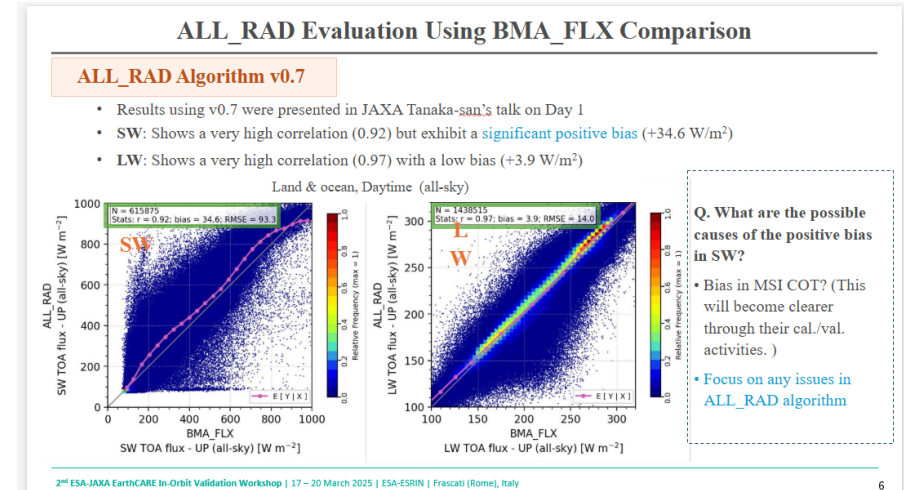 ALL_RAD Evaluation Using BMA_FLX Comparison
ALL_RAD Algorithm v0.7
• Results using v0.7 were presented in JAXA Tanaka-san's talk on Day 1
• SW: Shows a very high correlation (0.92) but exhibit a significant positive bias (+34.6 W/m²)
• LW: Shows a very high correlation (0.97) with a low bias (+3.9 W/m²)
Land & ocean, Daytime (all-sky)
N = 615875
Stats: r = 0.92; bias = 34.6; RMSE = 93.3
SW
ALL_RAD
SW TOA flux - UP (all-sky) [W m⁻²]
1000
800
600
400
200
0
0 200 400 600 800 1000
E [ Y | X ]
BMA_FLX
SW TOA flux - UP (all-sky) [W m⁻²]
1.0
0.8
0.6
0.4
0.2
0.0
Relative Frequency (max = 1)
N = 1438515
Stats: r = 0.97; bias = 3.9; RMSE = 14.0
L
W
ALL_RAD
LW TOA flux - UP (all-sky) [W m⁻²]
300
250
200
150
100
100 150 200 250 300
E [ Y | X ]
BMA_FLX
LW TOA flux - UP (all-sky) [W m⁻²]
1.0
0.8
0.6
0.4
0.2
0.0
Relative Frequency (max = 1)
Q. What are the possible
causes of the positive bias
in SW?
• Bias in MSI COT? (This
will become clearer
through their cal./val.
activities. )
• Focus on any issues in
ALL_RAD algorithm
2nd ESA-JAXA EarthCARE In-Orbit Validation Workshop | 17 – 20 March 2025 | ESA-ESRIN | Frascati (Rome), Italy
6